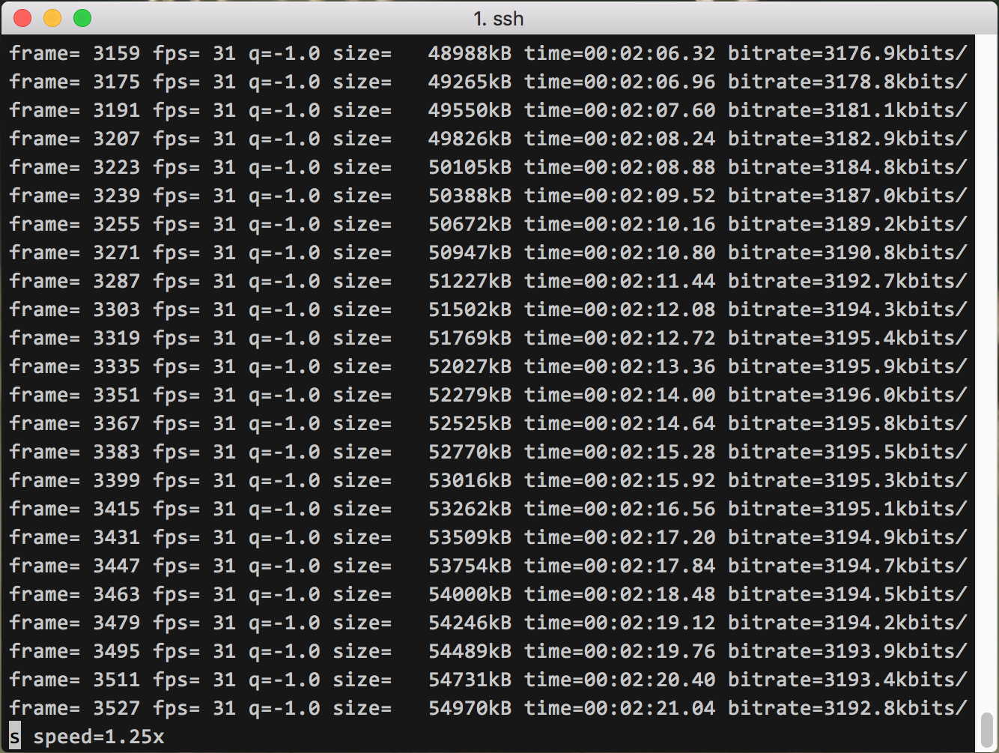 1. ssh
frame= 3159 fps= 31 q=-1.0 size=   48988kB time=00:02:06.32 bitrate=3176.9kbits/
frame= 3175 fps= 31 q=-1.0 size=   49265kB time=00:02:06.96 bitrate=3178.8kbits/
frame= 3191 fps= 31 q=-1.0 size=   49550kB time=00:02:07.60 bitrate=3181.1kbits/
frame= 3207 fps= 31 q=-1.0 size=   49826kB time=00:02:08.24 bitrate=3182.9kbits/
frame= 3223 fps= 31 q=-1.0 size=   50105kB time=00:02:08.88 bitrate=3184.8kbits/
frame= 3239 fps= 31 q=-1.0 size=   50388kB time=00:02:09.52 bitrate=3187.0kbits/
frame= 3255 fps= 31 q=-1.0 size=   50672kB time=00:02:10.16 bitrate=3189.2kbits/
frame= 3271 fps= 31 q=-1.0 size=   50947kB time=00:02:10.80 bitrate=3190.8kbits/
frame= 3287 fps= 31 q=-1.0 size=   51227kB time=00:02:11.44 bitrate=3192.7kbits/
frame= 3303 fps= 31 q=-1.0 size=   51502kB time=00:02:12.08 bitrate=3194.3kbits/
frame= 3319 fps= 31 q=-1.0 size=   51769kB time=00:02:12.72 bitrate=3195.4kbits/
frame= 3335 fps= 31 q=-1.0 size=   52027kB time=00:02:13.36 bitrate=3195.9kbits/
frame= 3351 fps= 31 q=-1.0 size=   52279kB time=00:02:14.00 bitrate=3196.0kbits/
frame= 3367 fps= 31 q=-1.0 size=   52525kB time=00:02:14.64 bitrate=3195.8kbits/
frame= 3383 fps= 31 q=-1.0 size=   52770kB time=00:02:15.28 bitrate=3195.5kbits/
frame= 3399 fps= 31 q=-1.0 size=   53016kB time=00:02:15.92 bitrate=3195.3kbits/
frame= 3415 fps= 31 q=-1.0 size=   53262kB time=00:02:16.56 bitrate=3195.1kbits/
frame= 3431 fps= 31 q=-1.0 size=   53509kB time=00:02:17.20 bitrate=3194.9kbits/
frame= 3447 fps= 31 q=-1.0 size=   53754kB time=00:02:17.84 bitrate=3194.7kbits/
frame= 3463 fps= 31 q=-1.0 size=   54000kB time=00:02:18.48 bitrate=3194.5kbits/
frame= 3479 fps= 31 q=-1.0 size=   54246kB time=00:02:19.12 bitrate=3194.2kbits/
frame= 3495 fps= 31 q=-1.0 size=   54489kB time=00:02:19.76 bitrate=3193.9kbits/
frame= 3511 fps= 31 q=-1.0 size=   54731kB time=00:02:20.40 bitrate=3193.4kbits/
frame= 3527 fps= 31 q=-1.0 size=   54970kB time=00:02:21.04 bitrate=3192.8kbits/
s speed=1.25x